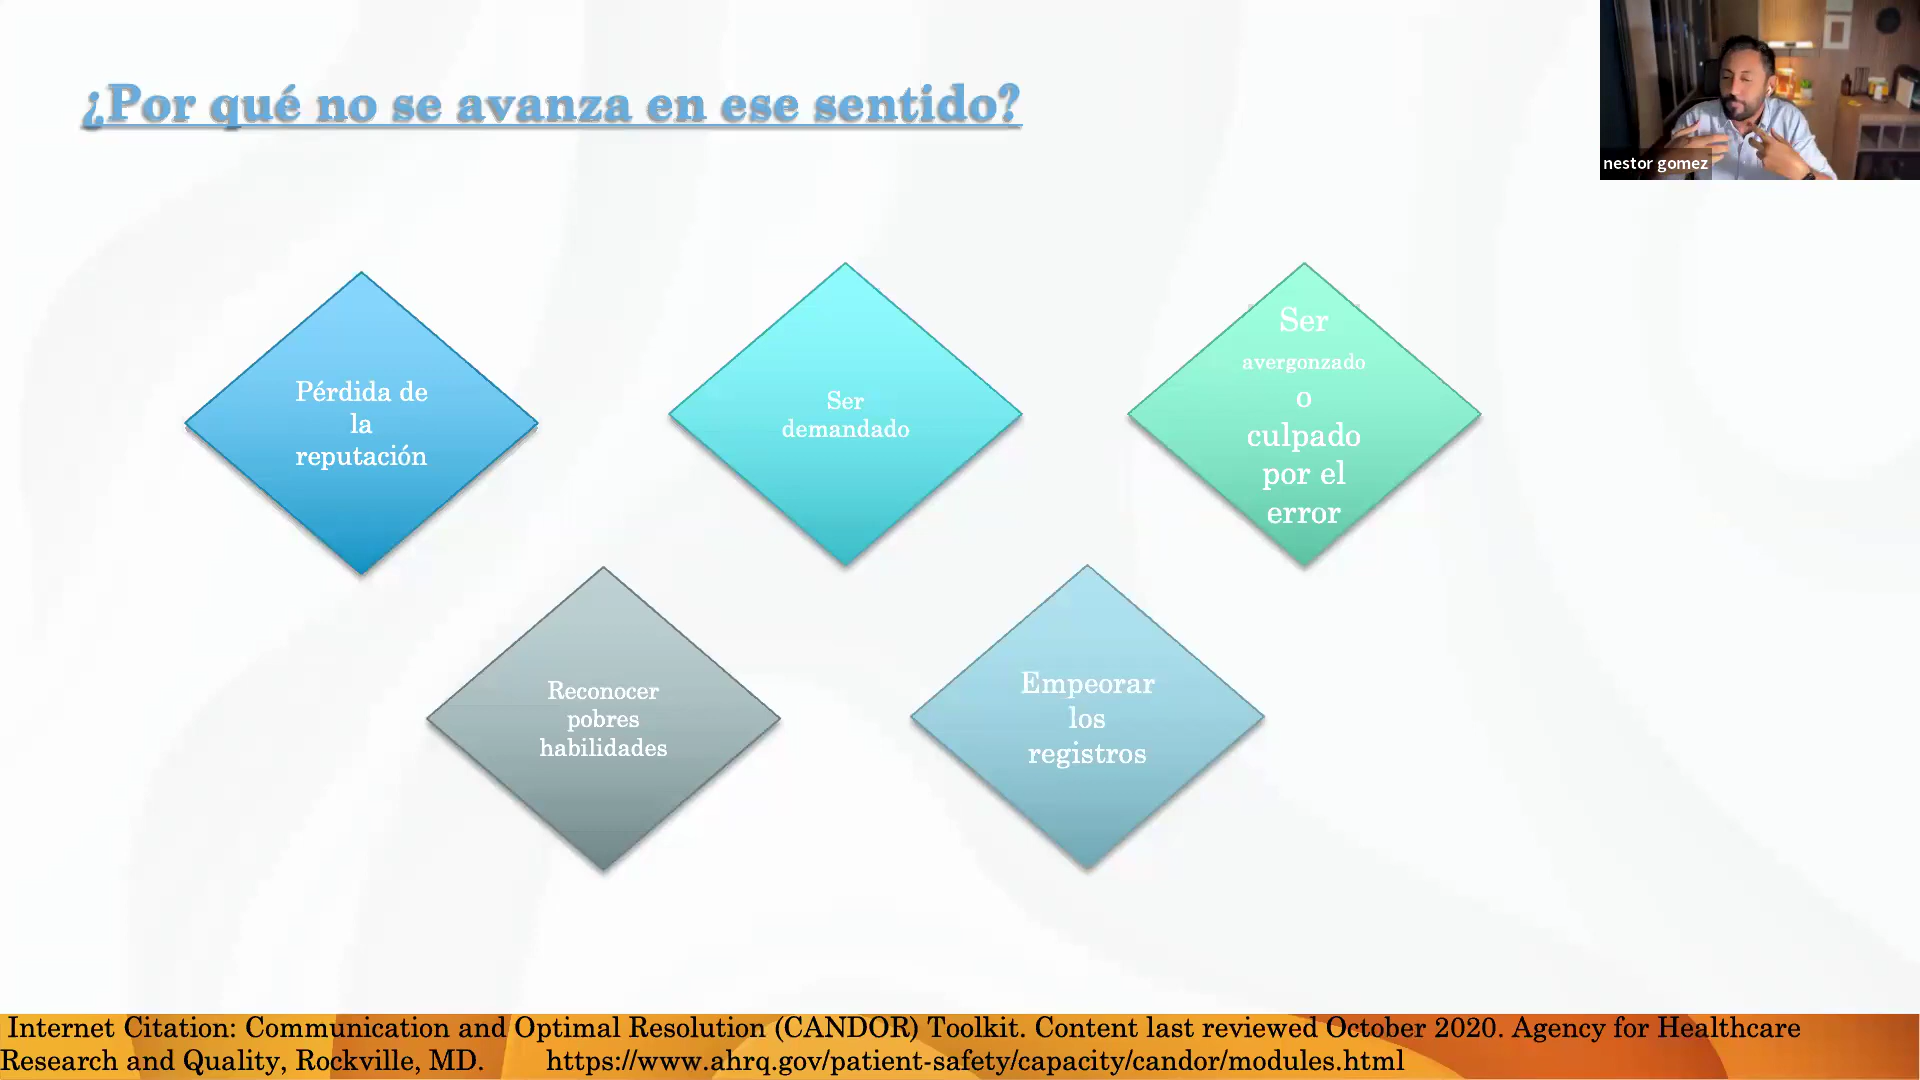 ¿Por qué no se avanza en ese sentido?
nestor gomez
Pérdida de
la
reputación
Ser
demandado
Ser
avergonzado
o
culpado
por el
error
Reconocer
pobres
habilidades
Empeorar
los
registros
Internet Citation: Communication and Optimal Resolution (CANDOR) Toolkit. Content last reviewed October 2020. Agency for Healthcare
Research and Quality, Rockville, MD. https://www.ahrq.gov/patient-safety/capacity/candor/modules.html